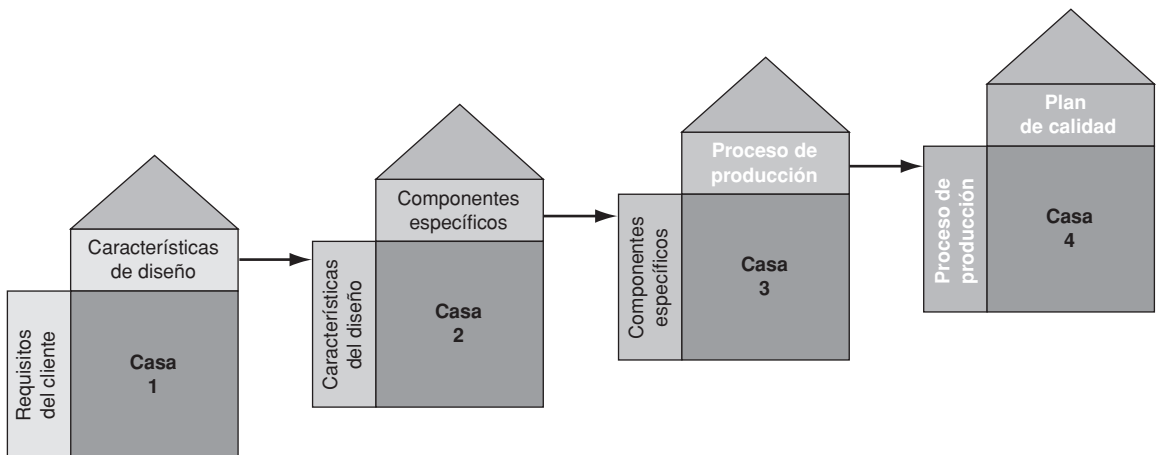 Características
de diseño
Requisitos
del cliente
Casa
1
Componentes
específicos
Características
del diseño
Casa
2
Proceso de
producción
Componentes
específicos
Casa
3
Plan
de calidad
Proceso de
producción
Casa
4